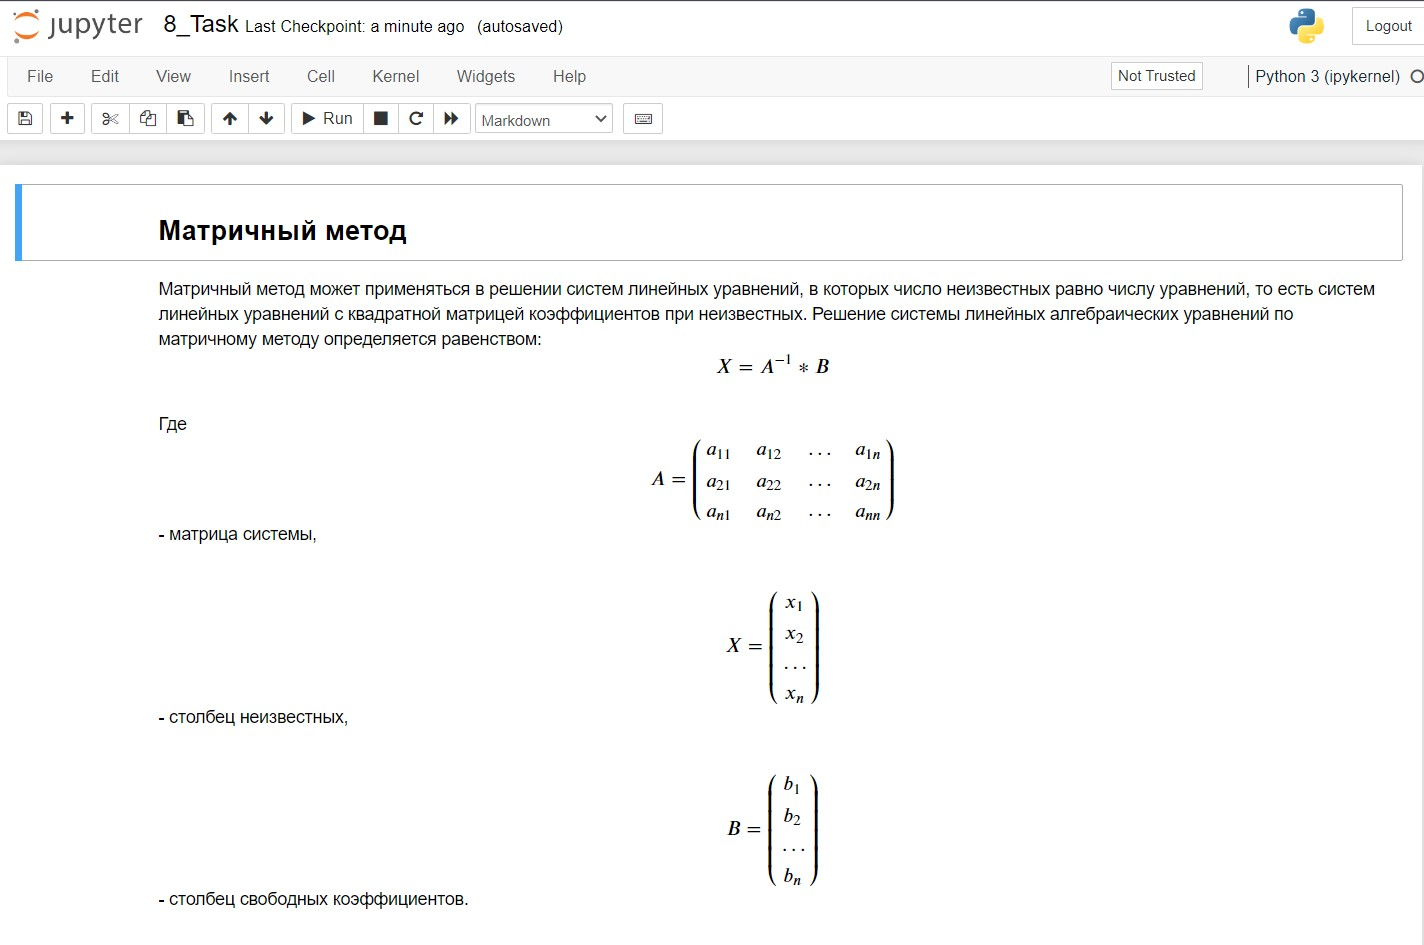 jupyter 8_Task Last Checkpoint: a minute ago (autosaved) Logout
File Edit View Insert Cell Kernel Widgets Help Not Trusted Python 3 (ipykernel)
Run Markdown
Матричный метод
Матричный метод может применяться в решении систем линейных уравнений, в которых число неизвестных равно числу уравнений, то есть систем
линейных уравнений с квадратной матрицей коэффициентов при неизвестных. Решение системы линейных алгебраических уравнений по
матричному методу определяется равенством:
X = A⁻¹ * B
Где
a₁₁ a₁₂ … a₁ₙ
A = a₂₁ a₂₂ … a₂ₙ
aₙ₁ aₙ₂ … aₙₙ
- матрица системы,
x₁
x₂
X =
…
xₙ
- столбец неизвестных,
b₁
b₂
B =
…
bₙ
- столбец свободных коэффициентов.